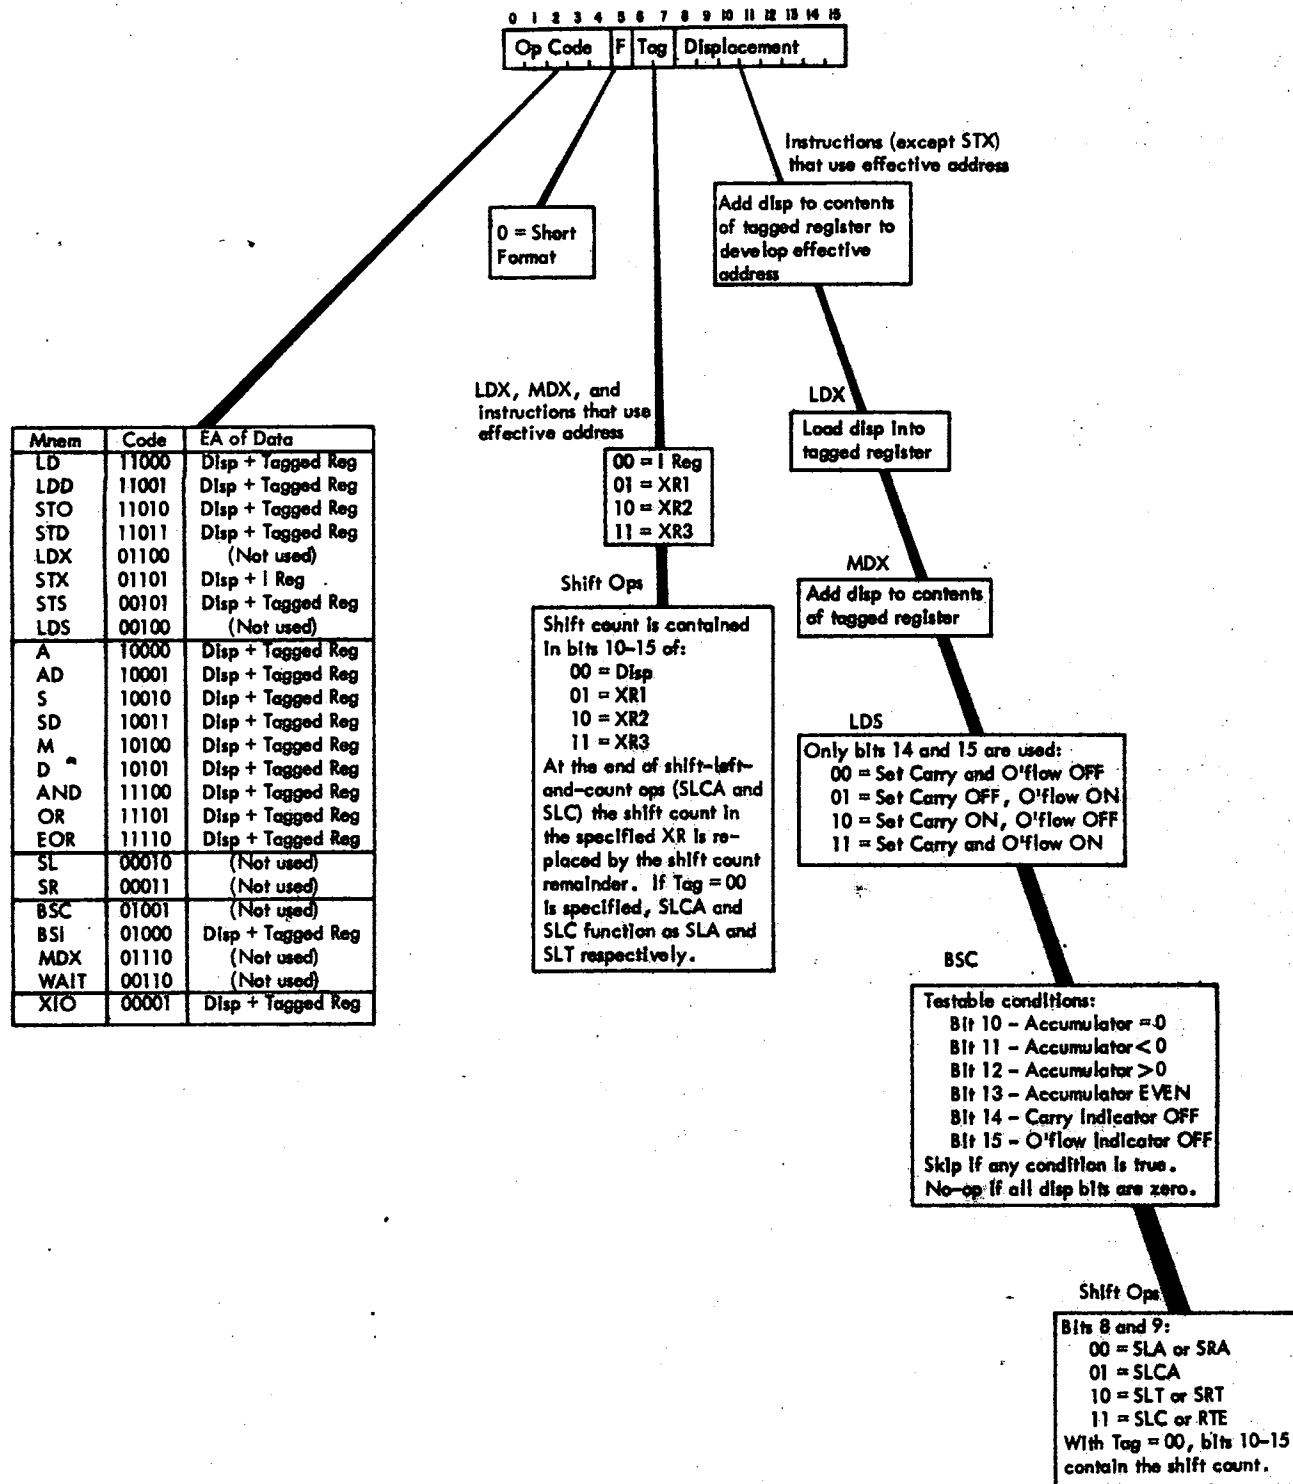 0 1 2 3 4 5 6 7 8 9 10 11 12 13 14 15
Op Code F Tag Displacement
Instructions (except STX)
that use effective address
Add disp to contents
of tagged register to
develop effective
address
0 = Short
Format
LDX, MDX, and
instructions that use
effective address
00 = I Reg
01 = XR1
10 = XR2
11 = XR3
LDX
Load disp into
tagged register
Mnem Code EA of Data
LD 11000 Disp + Tagged Reg
LDD 11001 Disp + Tagged Reg
STO 11010 Disp + Tagged Reg
STD 11011 Disp + Tagged Reg
LDX 01100 (Not used)
STX 01101 Disp + I Reg
STS 00101 Disp + Tagged Reg
LDS 00100 (Not used)
A 10000 Disp + Tagged Reg
AD 10001 Disp + Tagged Reg
S 10010 Disp + Tagged Reg
SD 10011 Disp + Tagged Reg
M 10100 Disp + Tagged Reg
D 10101 Disp + Tagged Reg
AND 11100 Disp + Tagged Reg
OR 11101 Disp + Tagged Reg
EOR 11110 Disp + Tagged Reg
SL 00010 (Not used)
SR 00011 (Not used)
BSC 01001 (Not used)
BSI 01000 Disp + Tagged Reg
MDX 01110 (Not used)
WAIT 00110 (Not used)
XIO 00001 Disp + Tagged Reg
Shift Ops
Shift count is contained
in bits 10-15 of:
00 = Disp
01 = XR1
10 = XR2
11 = XR3
At the end of shift-left-
and-count ops (SLCA and
SLC) the shift count in
the specified XR is re-
placed by the shift count
remainder. If Tag = 00
is specified, SLCA and
SLC function as SLA and
SLT respectively.
MDX
Add disp to contents
of tagged register
LDS
Only bits 14 and 15 are used:
00 = Set Carry and O'flow OFF
01 = Set Carry OFF, O'flow ON
10 = Set Carry ON, O'flow OFF
11 = Set Carry and O'flow ON
BSC
Testable conditions:
Bit 10 - Accumulator = 0
Bit 11 - Accumulator < 0
Bit 12 - Accumulator > 0
Bit 13 - Accumulator EVEN
Bit 14 - Carry Indicator OFF
Bit 15 - O'flow Indicator OFF
Skip if any condition is true.
No-op if all disp bits are zero.
Shift Ops
Bits 8 and 9:
00 = SLA or SRA
01 = SLCA
10 = SLT or SRT
11 = SLC or RTE
With Tag = 00, bits 10-15
contain the shift count.